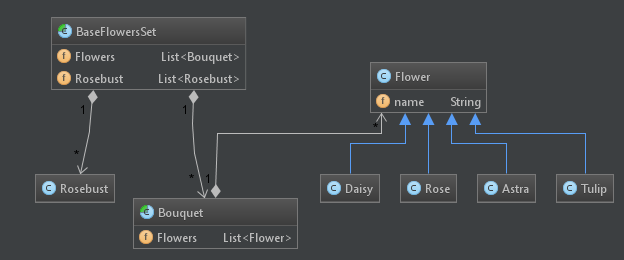 BaseFlowersSet
Flowers List<Bouquet>
Rosebust List<Rosebust>
Flower
name String
1
1
*
*
*
1
Rosebust
Daisy
Rose
Astra
Tulip
Bouquet
Flowers List<Flower>